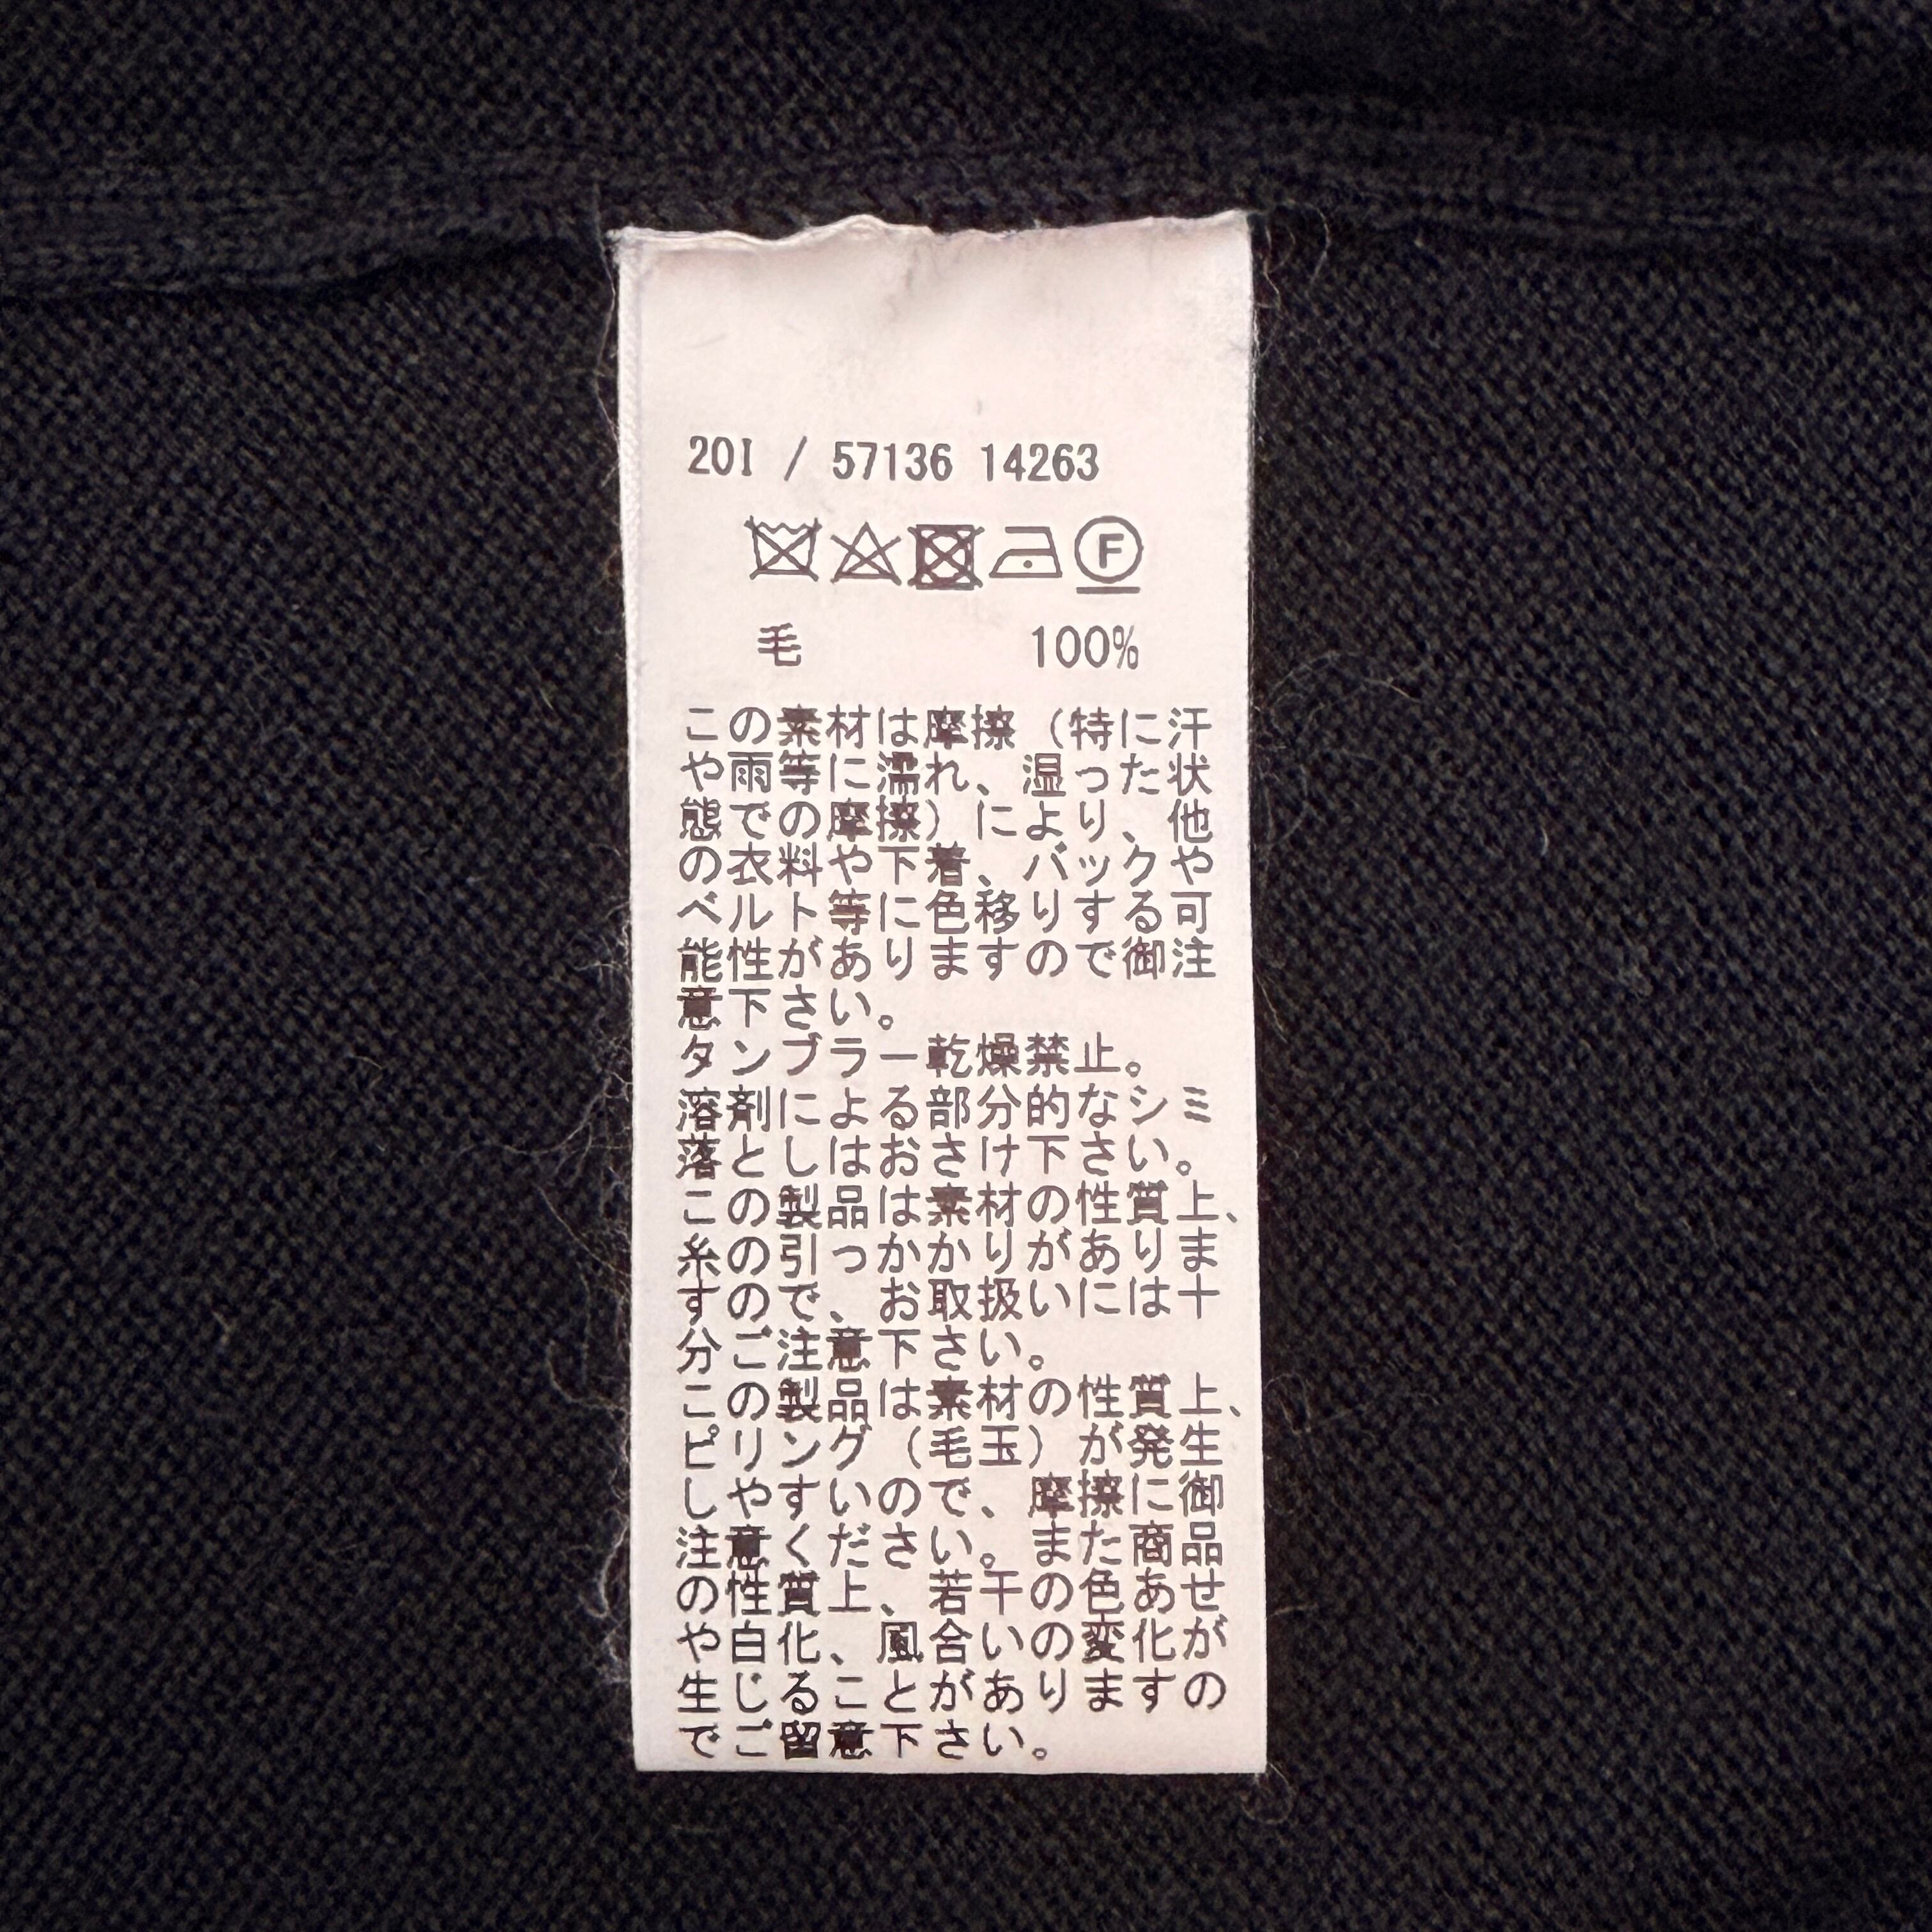 20I / 57136 14263
F
毛 100%
この素材は摩擦（特に汗
や雨等に濡れ、湿った状
態での摩擦）により、他
の衣料や下着、バックや
ベルト等に色移りする可
能性がありますので御注
意下さい。
タンブラー乾燥禁止。
溶剤による部分的なシミ
落としはおさけ下さい。
この製品は素材の性質上、
糸の引っかかりがありま
すので、お取扱いには十
分ご注意下さい。
この製品は素材の性質上、
ピリング（毛玉）が発生
しやすいので、摩擦に御
注意ください。また商品
の性質上、若干の色あせ
や白化、風合いの変化が
生じることがありますの
でご留意下さい。